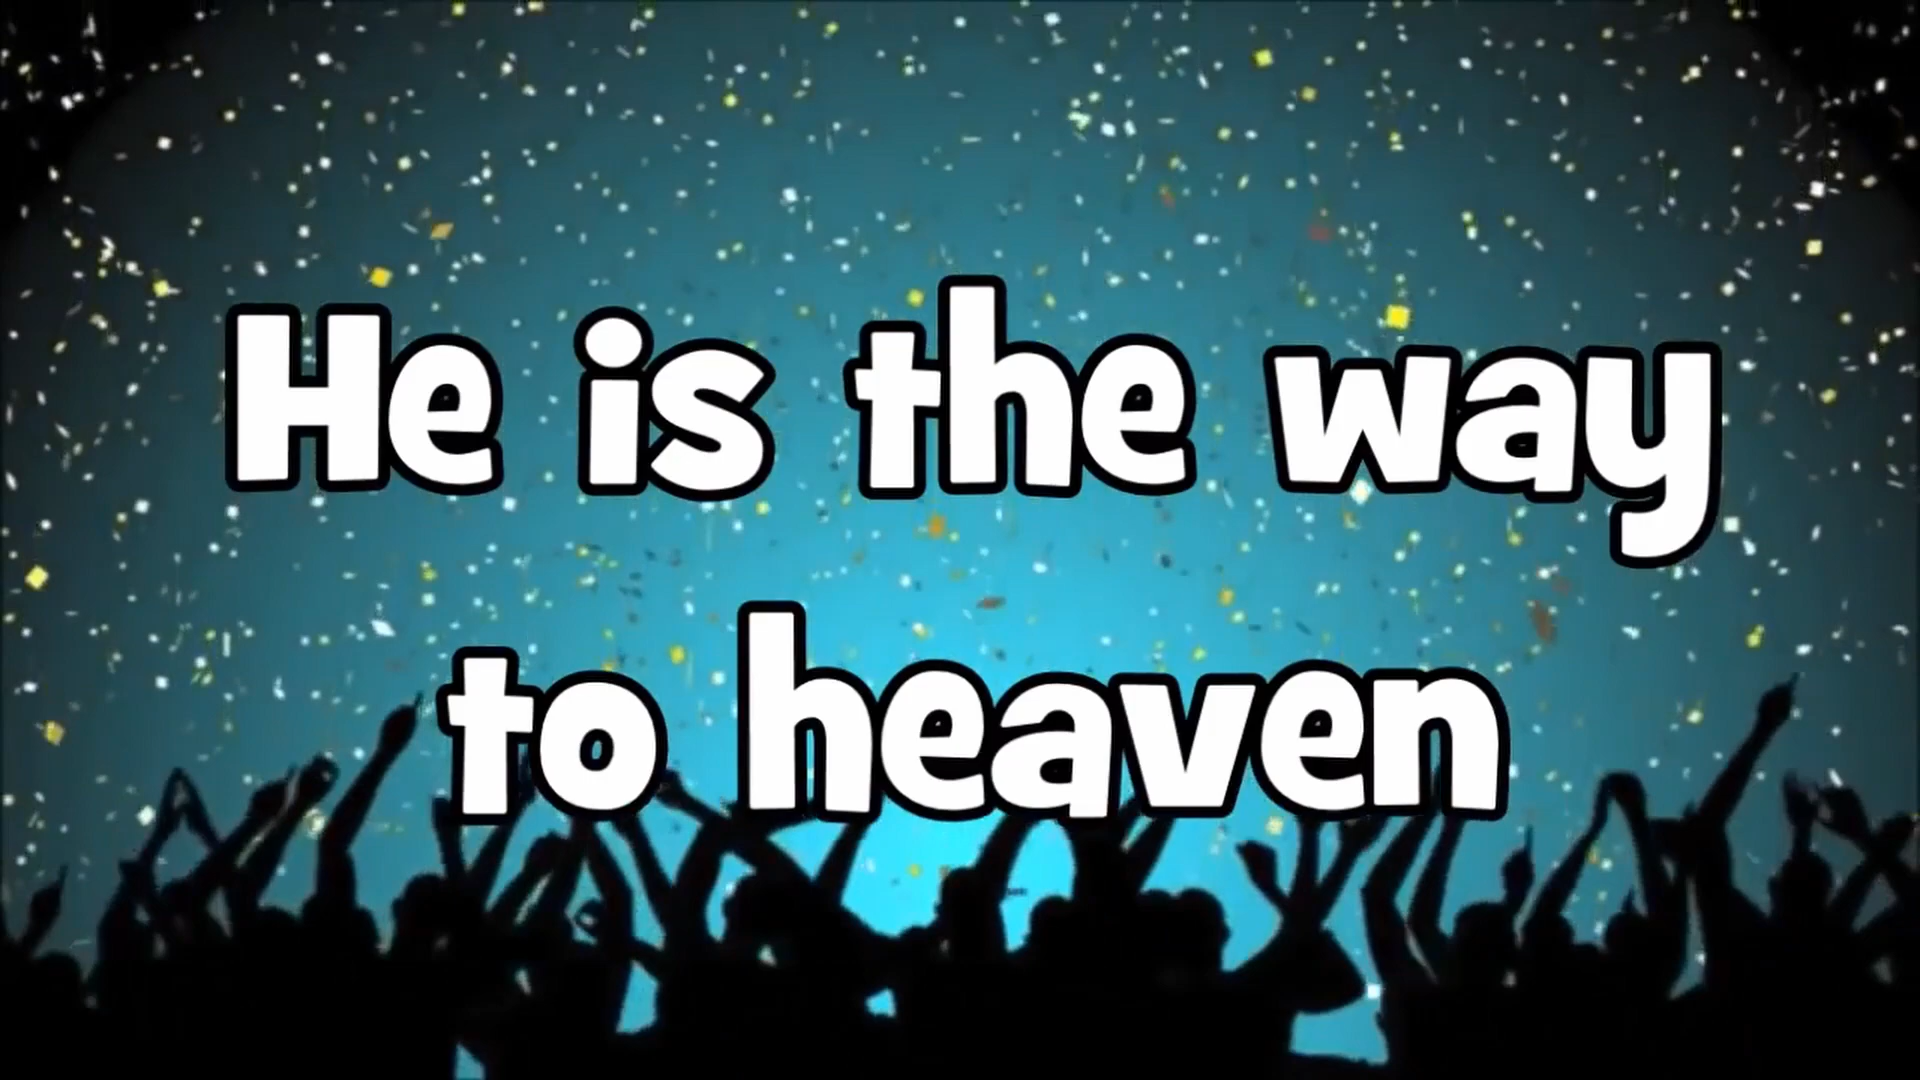 He is the way
to heaven